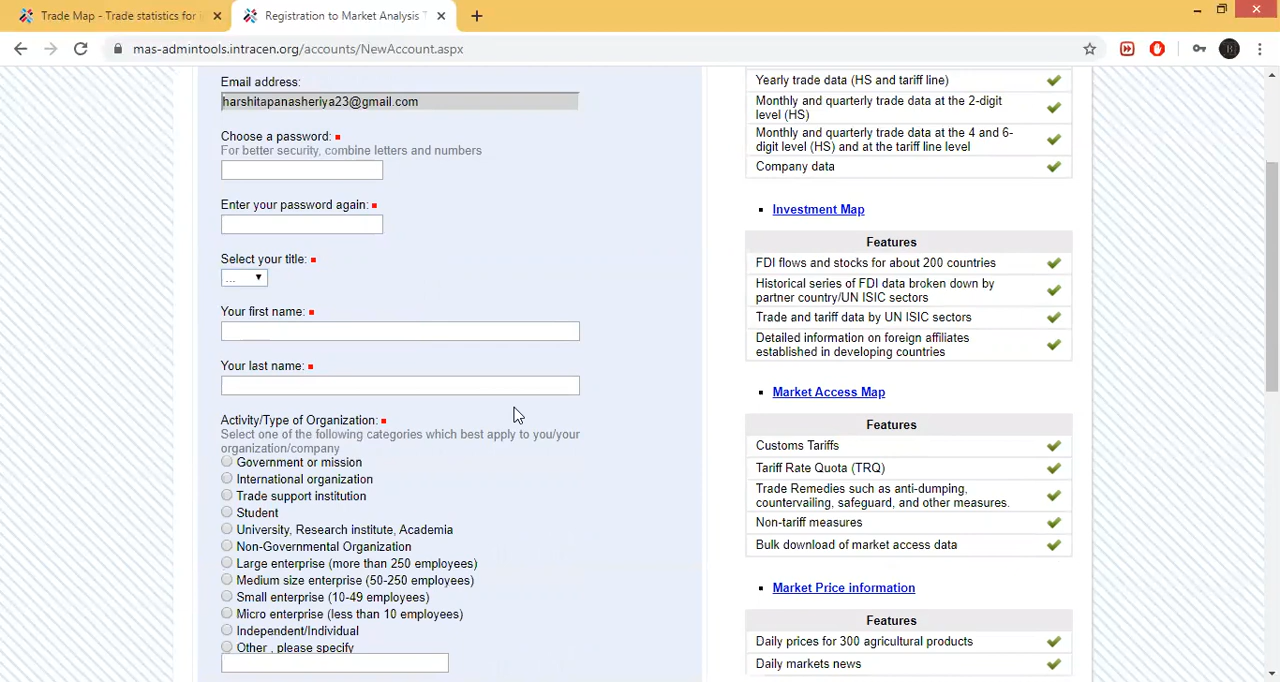 Trade Map - Trade statistics for
Registration to Market Analysis T
mas-admintools.intracen.org/accounts/NewAccount.aspx
Email address:
harshitapanasheriya23@gmail.com
Choose a password:
For better security, combine letters and numbers
Enter your password again:
Select your title:
...
Your first name:
Your last name:
Activity/Type of Organization:
Select one of the following categories which best apply to you/your
organization/company
Government or mission
International organization
Trade support institution
Student
University, Research institute, Academia
Non-Governmental Organization
Large enterprise (more than 250 employees)
Medium size enterprise (50-250 employees)
Small enterprise (10-49 employees)
Micro enterprise (less than 10 employees)
Independent/Individual
Other , please specify
Yearly trade data (HS and tariff line)
Monthly and quarterly trade data at the 2-digit
level (HS)
Monthly and quarterly trade data at the 4 and 6-
digit level (HS) and at the tariff line level
Company data
Investment Map
Features
FDI flows and stocks for about 200 countries
Historical series of FDI data broken down by
partner country/UN ISIC sectors
Trade and tariff data by UN ISIC sectors
Detailed information on foreign affiliates
established in developing countries
Market Access Map
Features
Customs Tariffs
Tariff Rate Quota (TRQ)
Trade Remedies such as anti-dumping,
countervailing, safeguard, and other measures.
Non-tariff measures
Bulk download of market access data
Market Price information
Features
Daily prices for 300 agricultural products
Daily markets news